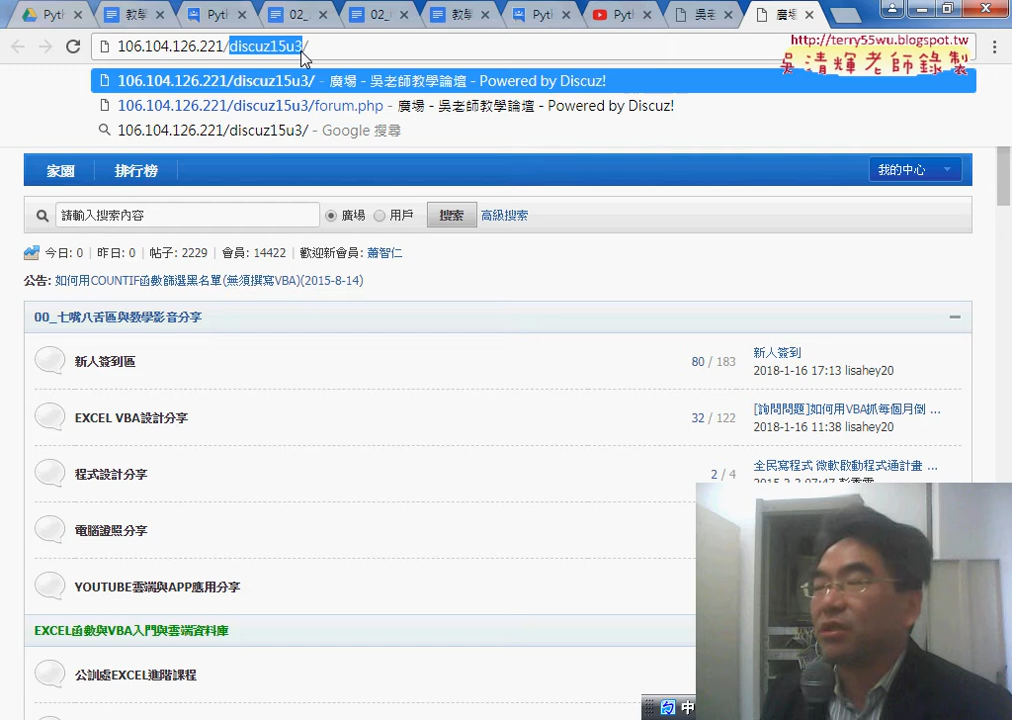 Pyth
教學
Pytl
02_
02_
教學
Pytl
Pyt
吳老
廣場
106.104.126.221/discuz15u3/
http://terry55wu.blogspot.tw
吳清輝老師錄製
106.104.126.221/discuz15u3/ - 廣場 - 吳老師教學論壇 - Powered by Discuz!
106.104.126.221/discuz15u3/forum.php - 廣場 - 吳老師教學論壇 - Powered by Discuz!
106.104.126.221/discuz15u3/ - Google 搜尋
家園 排行榜 我的中心
請輸入搜索內容 廣場 用戶 搜索 高級搜索
今日: 0 | 昨日: 0 | 帖子: 2229 | 會員: 14422 | 歡迎新會員: 蕭智仁
公告: 如何用COUNTIF函數篩選黑名單(無須撰寫VBA)(2015-8-14)
00_七嘴八舌區與教學影音分享
新人簽到區 80 / 183 新人簽到
2018-1-16 17:13 lisahey20
EXCEL VBA設計分享 32 / 122 [詢問問題]如何用VBA抓每個月倒 ...
2018-1-16 11:38 lisahey20
程式設計分享 2 / 4 全民寫程式 微軟啟動程式通計畫 ...
電腦證照分享
YOUTUBE雲端與APP應用分享
EXCEL函數與VBA入門與雲端資料庫
公訓處EXCEL進階課程
中